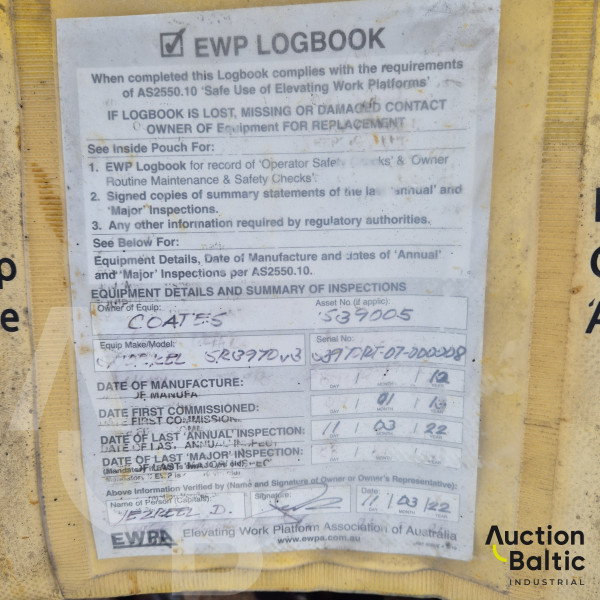 EWP LOGBOOK
When completed this Logbook complies with the requirements
of AS2550.10 'Safe Use of Elevating Work Platforms'
IF LOGBOOK IS LOST, MISSING OR DAMAGED CONTACT
OWNER OF Equipment FOR REPLACEMENT
See Inside Pouch For:
1. EWP Logbook for record of 'Operator Safety Checks' & 'Owner
Routine Maintenance & Safety Checks'.
2. Signed copies of summary statements of the last 'annual' and
'Major' Inspections.
3. Any other information required by regulatory authorities.
See Below For:
Equipment Details, Date of Manufacture and dates of 'Annual'
and 'Major' Inspections per AS2550.10.
EQUIPMENT DETAILS AND SUMMARY OF INSPECTIONS
Owner of Equip: Asset No (if applic):
COATES 539005
Equip Make/Model: Serial No:
DATE OF MANUFACTURE: 12
DATE FIRST COMMISSIONED: 01
DATE OF LAST 'ANNUAL' INSPECTION: 11 / 03 / 22
DATE OF LAST 'MAJOR' INSPECTION:
Above Information Verified by (Name and Signature of Owner or Owner's Representative):
Name of Person (Capitals): Signature: Date:
11 / 03 / 22
EWPA Elevating Work Platform Association of Australia
www.ewpa.com.au
p
e
Auction
Baltic
INDUSTRIAL